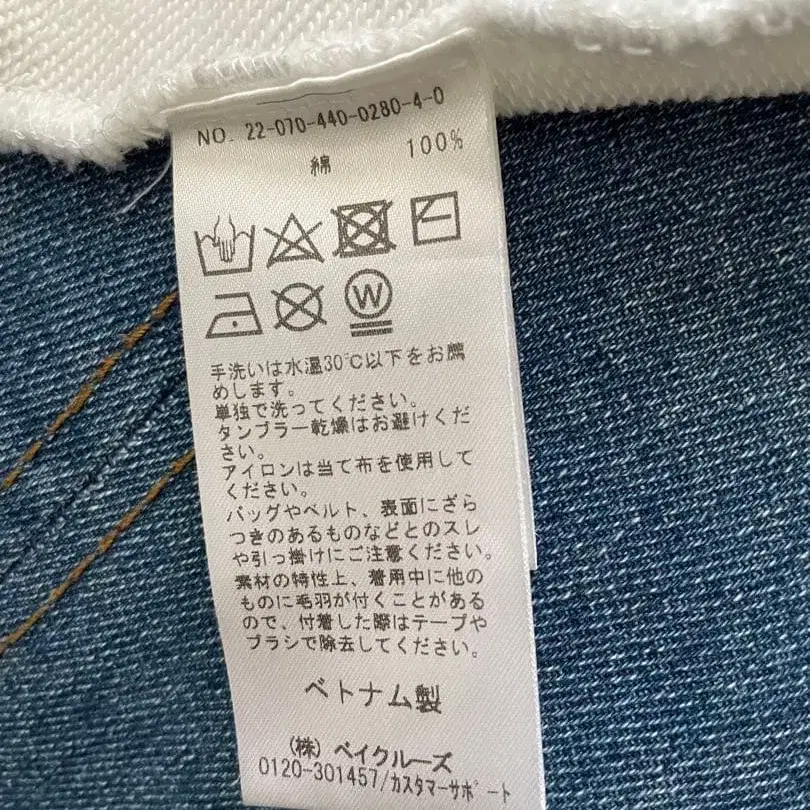 NO. 22-070-440-0280-4-0
綿 100%
W
手洗いは水温30℃以下をお薦
めします。
単独で洗ってください。
タンブラー乾燥はお避けくだ
さい。
アイロンは当て布を使用して
ください。
バッグやベルト、表面にざら
つきのあるものなどとのスレ
や引っ掛けにご注意ください。
素材の特性上、着用中に他の
ものに毛羽が付くことがある
ので、付着した際はテープや
ブラシで除去してください。
ベトナム製
(株) ベイクルーズ
0120-301457/カスタマーサポート